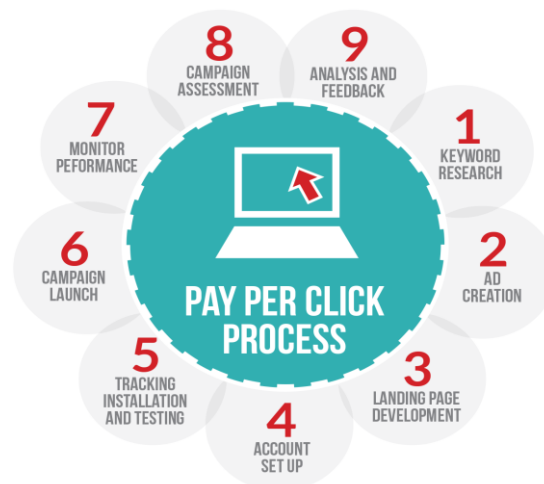 PAY PER CLICK
PROCESS
1
KEYWORD
RESEARCH
2
AD
CREATION
3
LANDING PAGE
DEVELOPMENT
4
ACCOUNT
SET UP
5
TRACKING
INSTALLATION
AND TESTING
6
CAMPAIGN
LAUNCH
7
MONITOR
PEFORMANCE
8
CAMPAIGN
ASSESSMENT
9
ANALYSIS AND
FEEDBACK